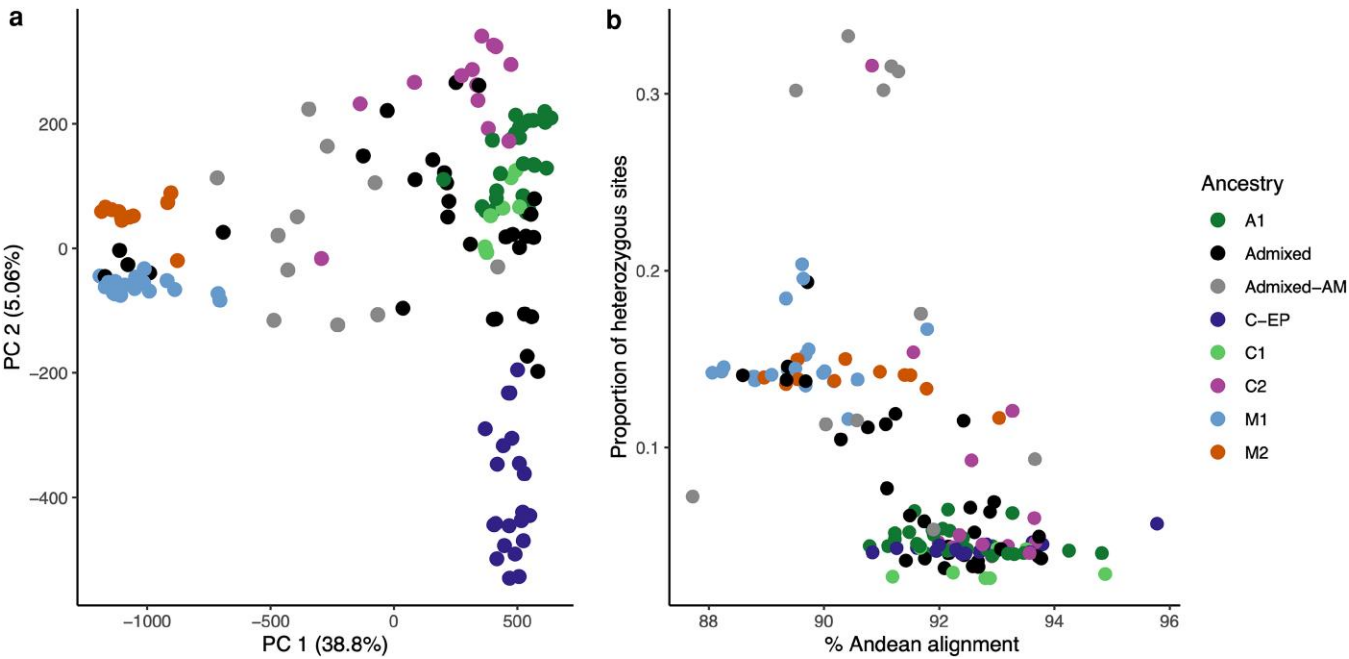 a
200
0
−200
−400
−1000
−500
0
500
PC 1 (38.8%)
PC 2 (5.06%)
b
0.3
0.2
0.1
88
90
92
94
96
% Andean alignment
Proportion of heterozygous sites
Ancestry
A1
Admixed
Admixed−AM
C−EP
C1
C2
M1
M2